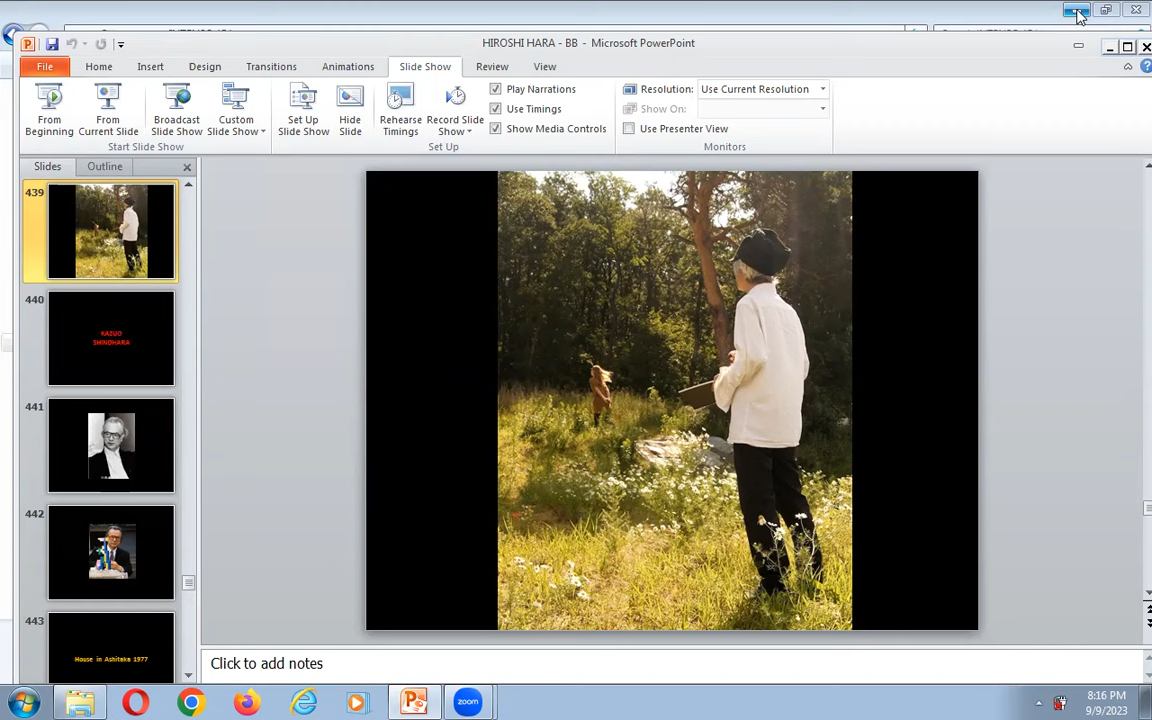 HIROSHI HARA - BB - Microsoft PowerPoint
File Home Insert Design Transitions Animations Slide Show Review View
From Beginning
From Current Slide
Broadcast Slide Show
Custom Slide Show
Set Up Slide Show
Hide Slide
Rehearse Timings
Record Slide Show
Play Narrations
Use Timings
Show Media Controls
Resolution: Use Current Resolution
Show On:
Use Presenter View
Start Slide Show
Set Up
Monitors
Slides Outline
439
440
KAZUO
SHINOHARA
441
442
443
House in Ashitaka 1977
Click to add notes
zoom
8:16 PM
9/9/2023